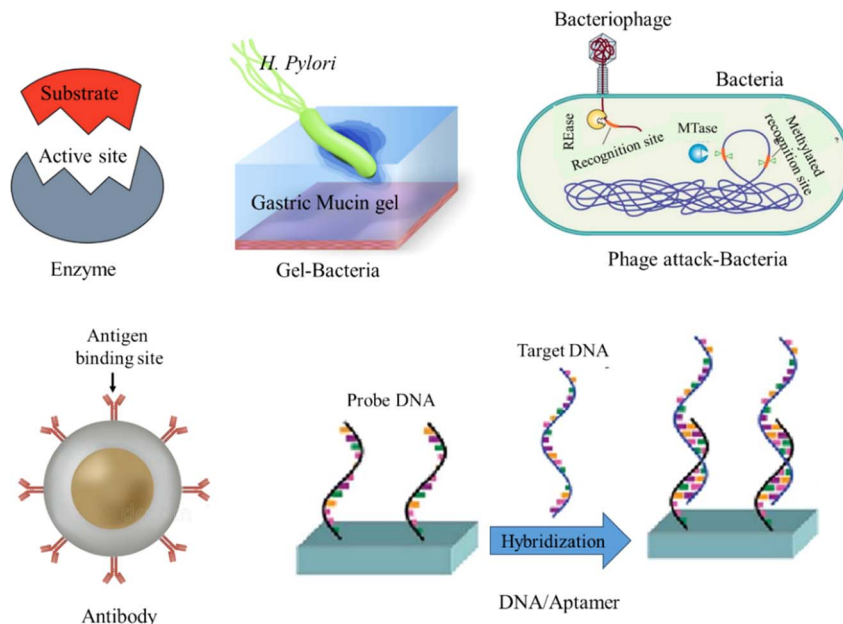 Substrate
Active site
Enzyme
H. Pylori
Gastric Mucin gel
Gel-Bacteria
Bacteriophage
Bacteria
REase
Recognition site
MTase
Methylated
recognition site
Phage attack-Bacteria
Antigen
binding site
Antibody
Probe DNA
Target DNA
Hybridization
DNA/Aptamer